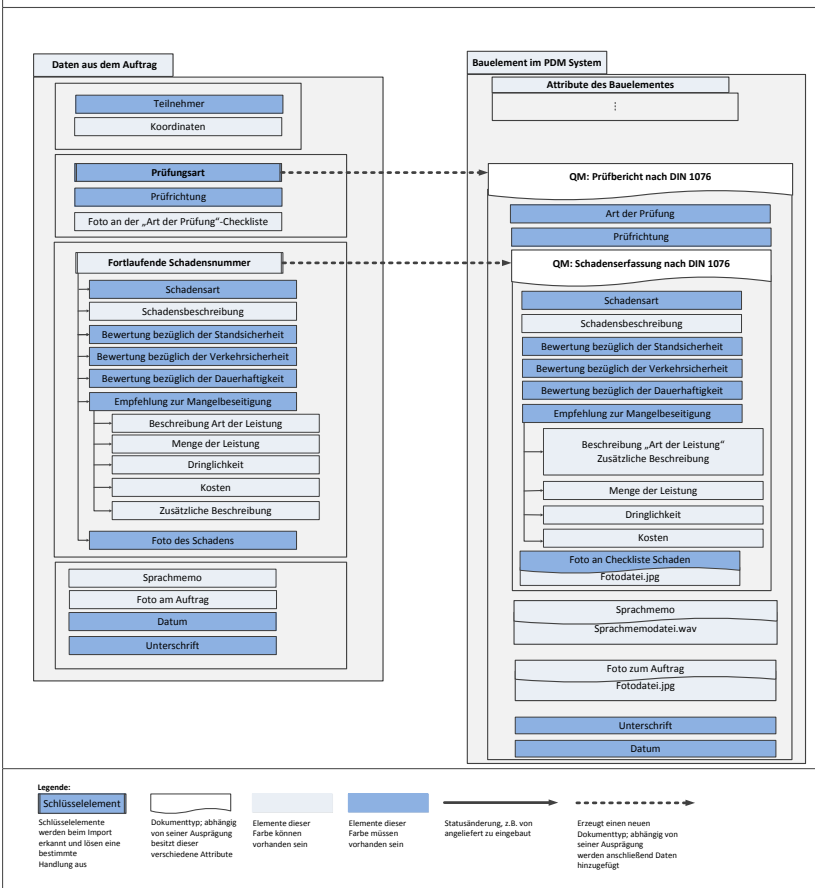 Daten aus dem Auftrag
Teilnehmer
Koordinaten
Prüfungsart
Prüfrichtung
Foto an der „Art der Prüfung“-Checkliste
Fortlaufende Schadensnummer
Schadensart
Schadensbeschreibung
Bewertung bezüglich der Standsicherheit
Bewertung bezüglich der Verkehrsicherheit
Bewertung bezüglich der Dauerhaftigkeit
Empfehlung zur Mangelbeseitigung
Beschreibung Art der Leistung
Menge der Leistung
Dringlichkeit
Kosten
Zusätzliche Beschreibung
Foto des Schadens
Sprachmemo
Foto am Auftrag
Datum
Unterschrift
Bauelement im PDM System
Attribute des Bauelementes
⋮
QM: Prüfbericht nach DIN 1076
Art der Prüfung
Prüfrichtung
QM: Schadenserfassung nach DIN 1076
Schadensart
Schadensbeschreibung
Bewertung bezüglich der Standsicherheit
Bewertung bezüglich der Verkehrsicherheit
Bewertung bezüglich der Dauerhaftigkeit
Empfehlung zur Mangelbeseitigung
Beschreibung „Art der Leistung“
Zusätzliche Beschreibung
Menge der Leistung
Dringlichkeit
Kosten
Foto an Checkliste Schaden
Fotodatei.jpg
Sprachmemo
Sprachmemodatei.wav
Foto zum Auftrag
Fotodatei.jpg
Unterschrift
Datum
Legende:
Schlüsselelement
Schlüsselelemente
werden beim Import
erkannt und lösen eine
bestimmte
Handlung aus
Dokumenttyp; abhängig
von seiner Ausprägung
besitzt dieser
verschiedene Attribute
Elemente dieser
Farbe können
vorhanden sein
Elemente dieser
Farbe müssen
vorhanden sein
Statusänderung, z.B. von
angeliefert zu eingebaut
Erzeugt einen neuen
Dokumenttyp; abhängig von
seiner Ausprägung
werden anschließend Daten
hinzugefügt